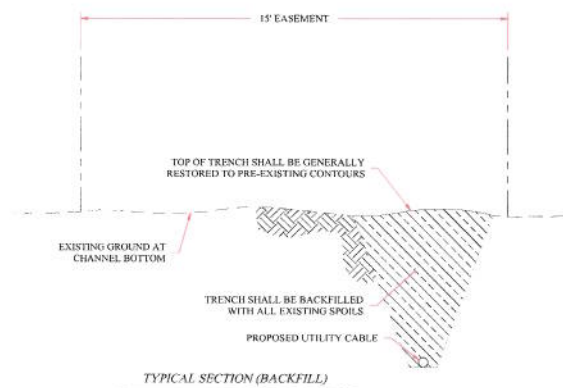 15' EASEMENT
TOP OF TRENCH SHALL BE GENERALLY
RESTORED TO PRE-EXISTING CONTOURS
EXISTING GROUND AT
CHANNEL BOTTOM
TRENCH SHALL BE BACKFILLED
WITH ALL EXISTING SPOILS
PROPOSED UTILITY CABLE
TYPICAL SECTION (BACKFILL)